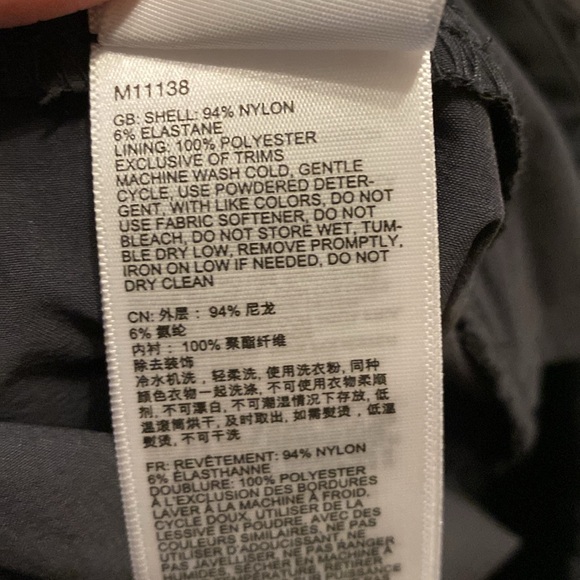 M11138
GB: SHELL: 94% NYLON
6% ELASTANE
LINING: 100% POLYESTER
EXCLUSIVE OF TRIMS
MACHINE WASH COLD, GENTLE
CYCLE, USE POWDERED DETER-
GENT, WITH LIKE COLORS, DO NOT
USE FABRIC SOFTENER, DO NOT
BLEACH, DO NOT STORE WET, TUM-
BLE DRY LOW, REMOVE PROMPTLY,
IRON ON LOW IF NEEDED, DO NOT
DRY CLEAN
CN: 外层： 94% 尼龙
6% 氨纶
内衬： 100% 聚酯纤维
除去装饰
冷水机洗，轻柔洗, 使用洗衣粉, 同种
颜色衣物一起洗涤, 不可使用衣物柔顺
剂, 不可漂白, 不可潮湿情况下存放, 低
温滚筒烘干, 及时取出, 如需熨烫，低温
熨烫, 不可干洗
FR: REVÊTEMENT: 94% NYLON
6% ÉLASTHANNE
DOUBLURE: 100% POLYESTER
À L'EXCLUSION DES BORDURES
LAVER À LA MACHINE À FROID,
CYCLE DOUX, UTILISER DE LA
LESSIVE EN POUDRE, AVEC DES
COULEURS SIMILAIRES, NE PAS
UTILISER D'ADOUCISSANT, NE
PAS JAVELLISER, NE PAS RANGER
HUMIDES, SÉCHER EN MACHINE